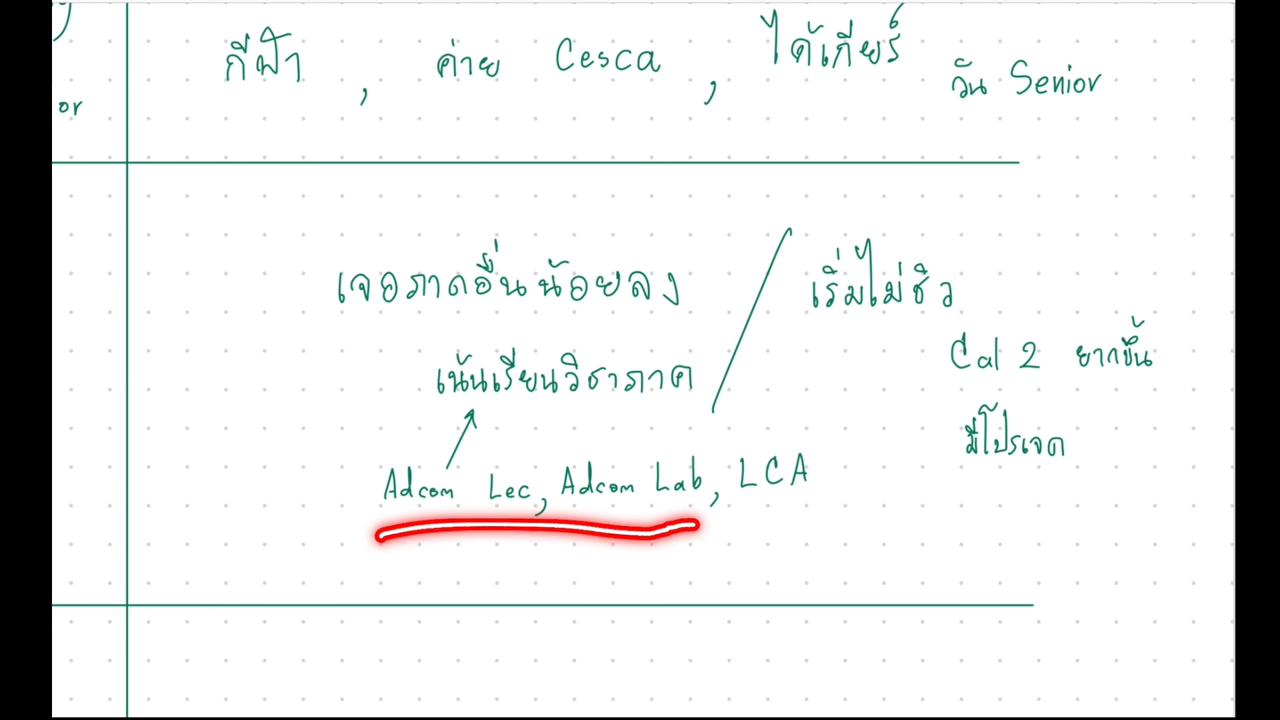 กีฬา , ค่าย Cesca , ได้เกียร์ วัน Senior
or
เจอภาคอื่นน้อยลง / เริ่มไม่ชิว
Cal 2 ยากขึ้น
เน้นเรียนวิชาภาค
มีโปรเจค
Adcom Lec, Adcom Lab, LCA